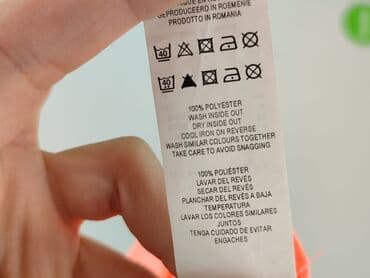 GEPRODUCEERD IN ROEMENIE
PRODOTTO IN ROMANIA
40
40
100% POLYESTER
WASH INSIDE OUT
DRY INSIDE OUT
COOL IRON ON REVERSE
WASH SIMILAR COLOURS TOGETHER
TAKE CARE TO AVOID SNAGGING
100% POLIÉSTER
LAVAR DEL REVÉS
SECAR DEL REVÉS
PLANCHAR DEL REVÉS A BAJA
TEMPERATURA
LAVAR LOS COLORES SIMILARES
JUNTOS
TENGA CUIDADO DE EVITAR
ENGACHES